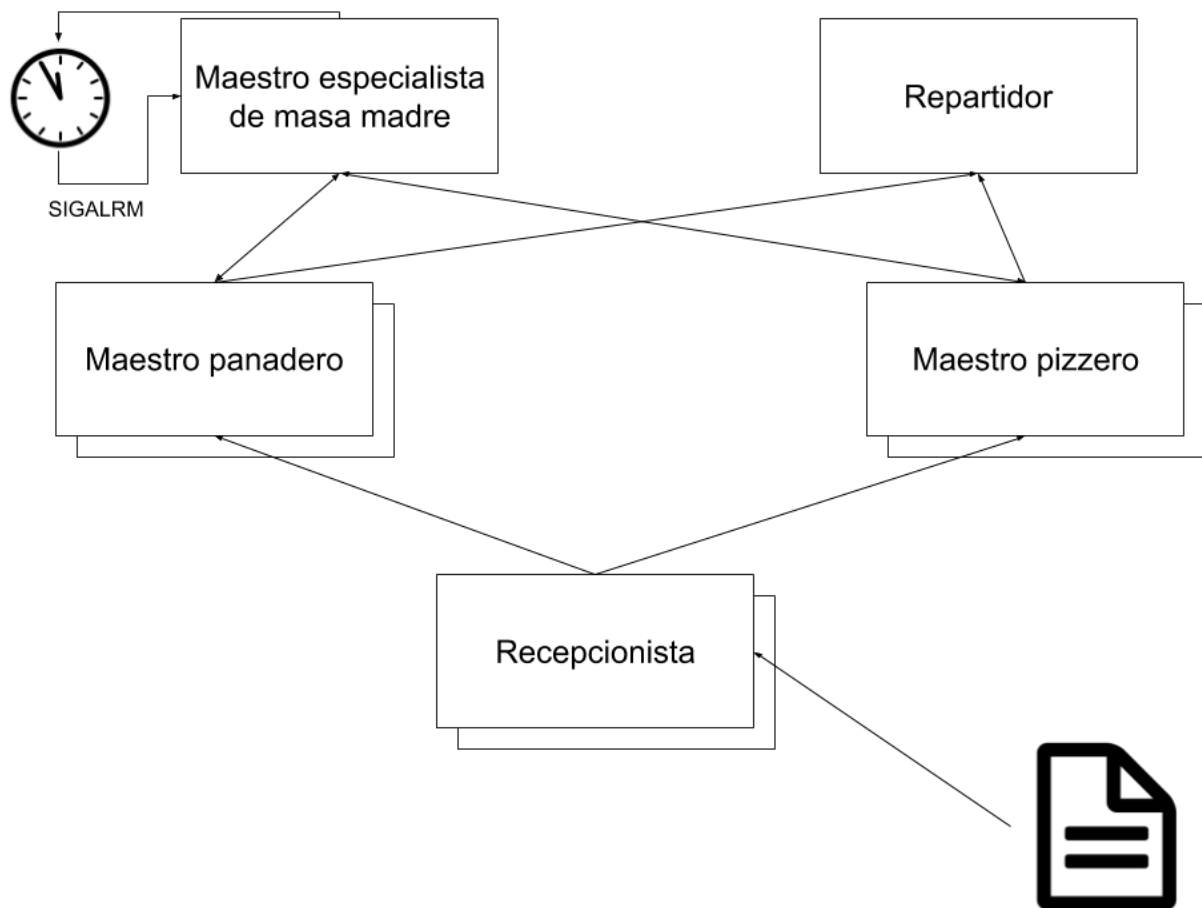 Maestro especialista
de masa madre
Repartidor
SIGALRM
Maestro panadero
Maestro pizzero
Recepcionista